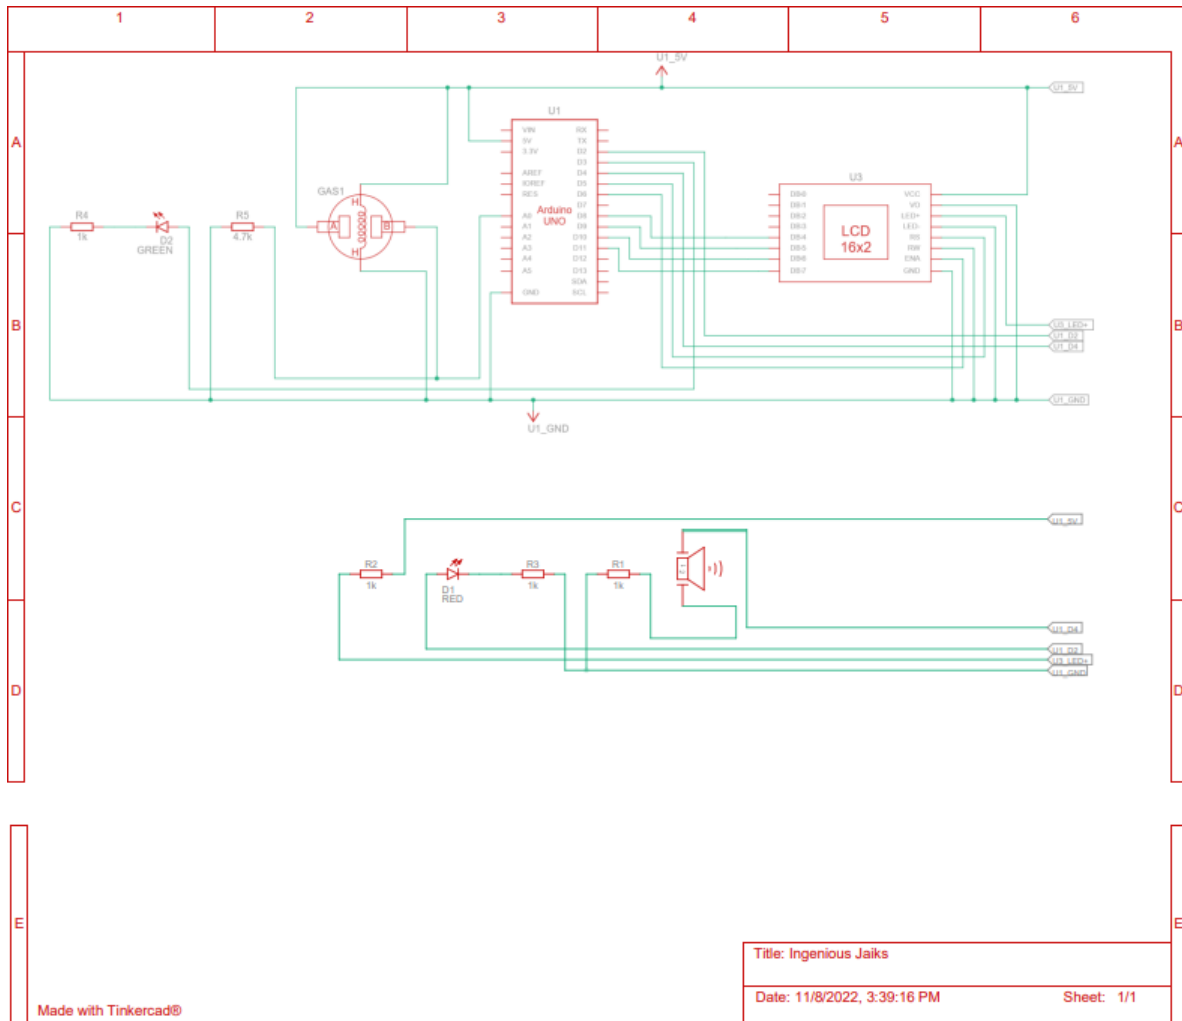 1 2 3 4 5 6
U1_5V
U1_5V
A A
U1
VIN RX
5V TX
3.3V D2
D3
AREF D4
IOREF D5
RES D6
D7
A0 D8
A1 D9
A2 D10
A3 D11
A4 D12
A5 D13
SDA
GND SCL
Arduino
UNO
GAS1
H
A B
H
R4
1k
D2
GREEN
R5
4.7k
U3
DB0 VCC
DB1 VO
DB2 LED+
DB3 LED-
DB4 RS
DB5 RW
DB6 ENA
DB7 GND
LCD
16x2
B B
U3_LED+
U1_D2
U1_D4
U1_GND
U1_GND
C C
U1_5V
R2
1k
D1
RED
R3
1k
R1
1k
U1_D4
U1_D2
U3_LED+
U1_GND
D D
E E
Title: Ingenious Jaiks
Date: 11/8/2022, 3:39:16 PM Sheet: 1/1
Made with Tinkercad®